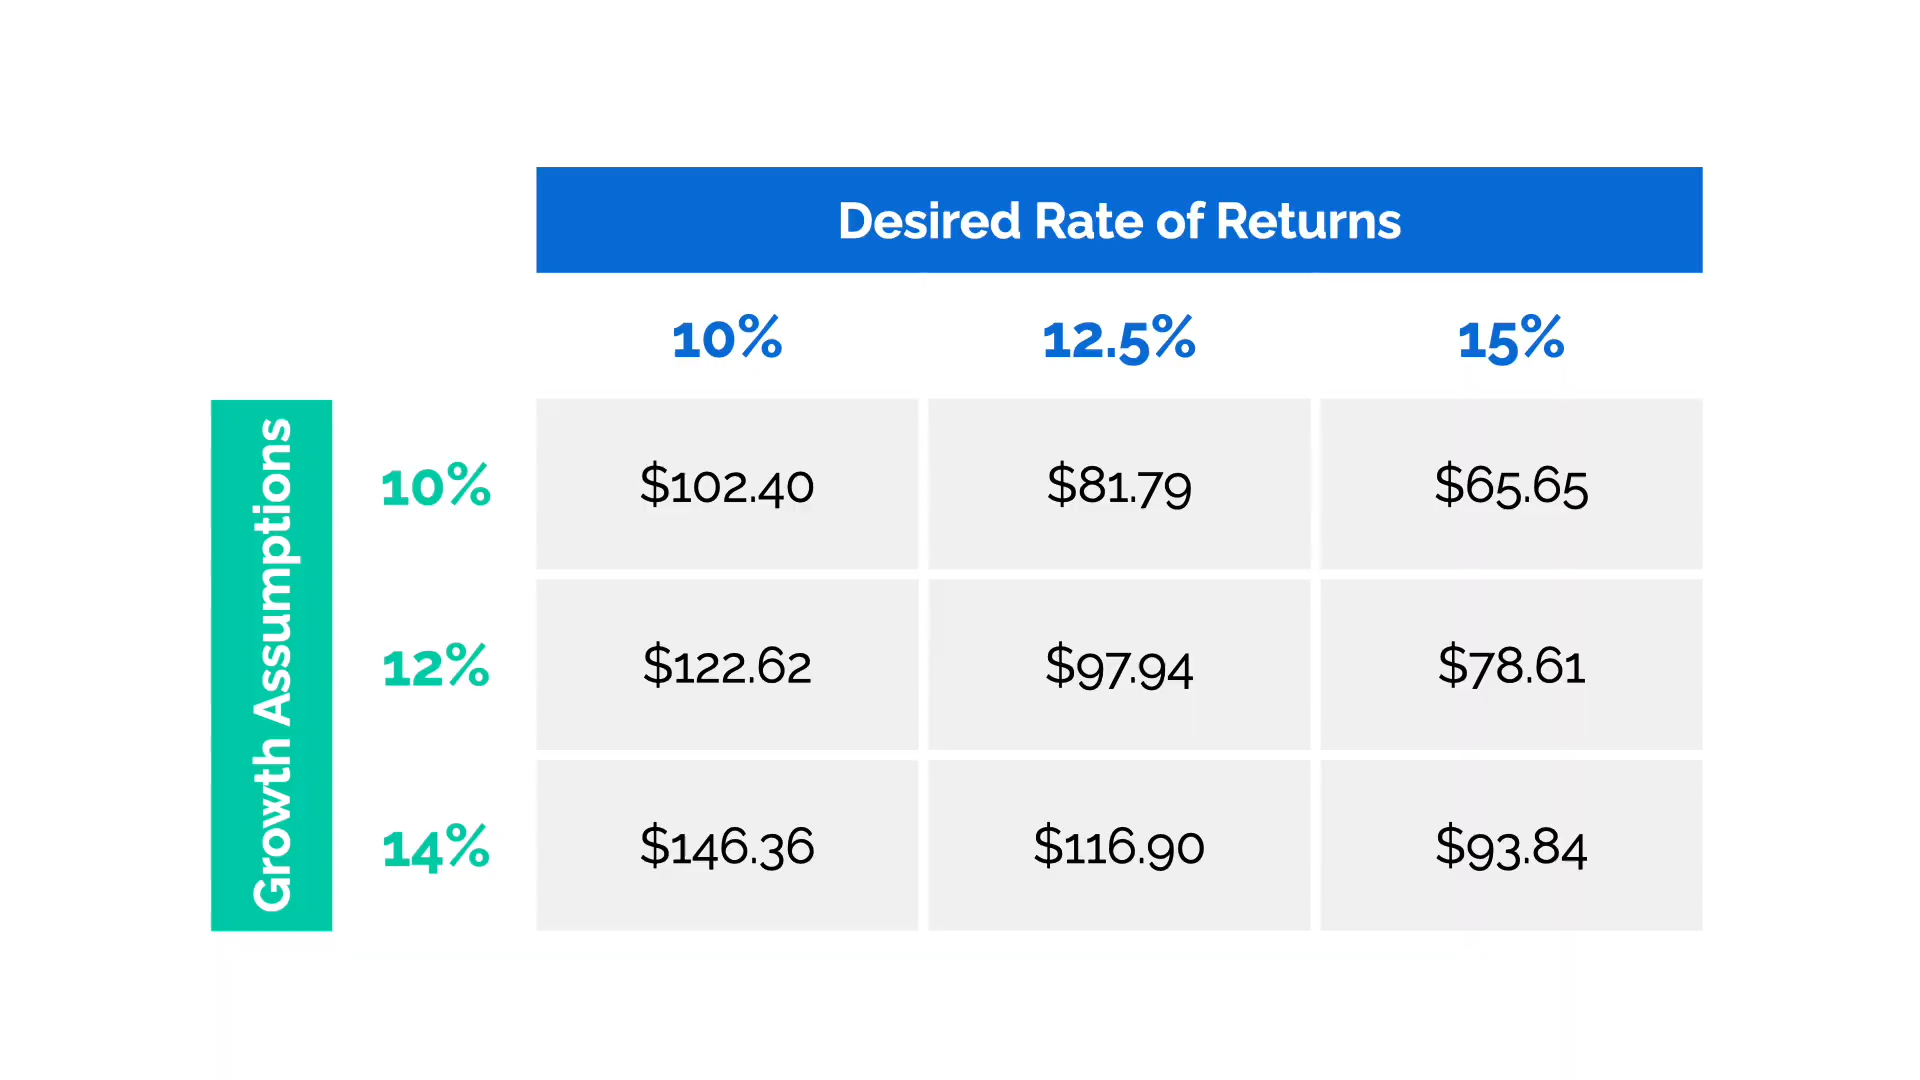 Desired Rate of Returns
10% 12.5% 15%
Growth Assumptions
10% $102.40 $81.79 $65.65
12% $122.62 $97.94 $78.61
14% $146.36 $116.90 $93.84